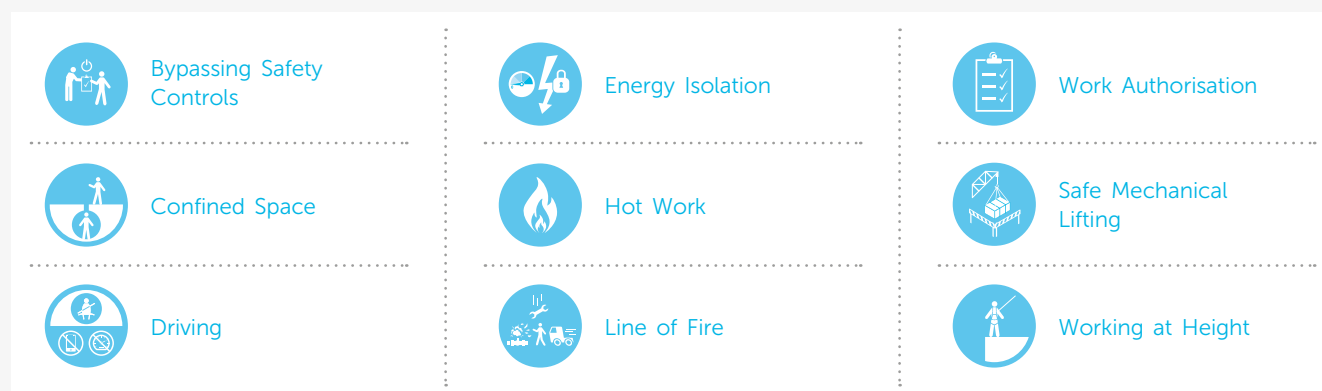 Bypassing Safety
Controls
Energy Isolation
Work Authorisation
Confined Space
Hot Work
Safe Mechanical
Lifting
Driving
Line of Fire
Working at Height